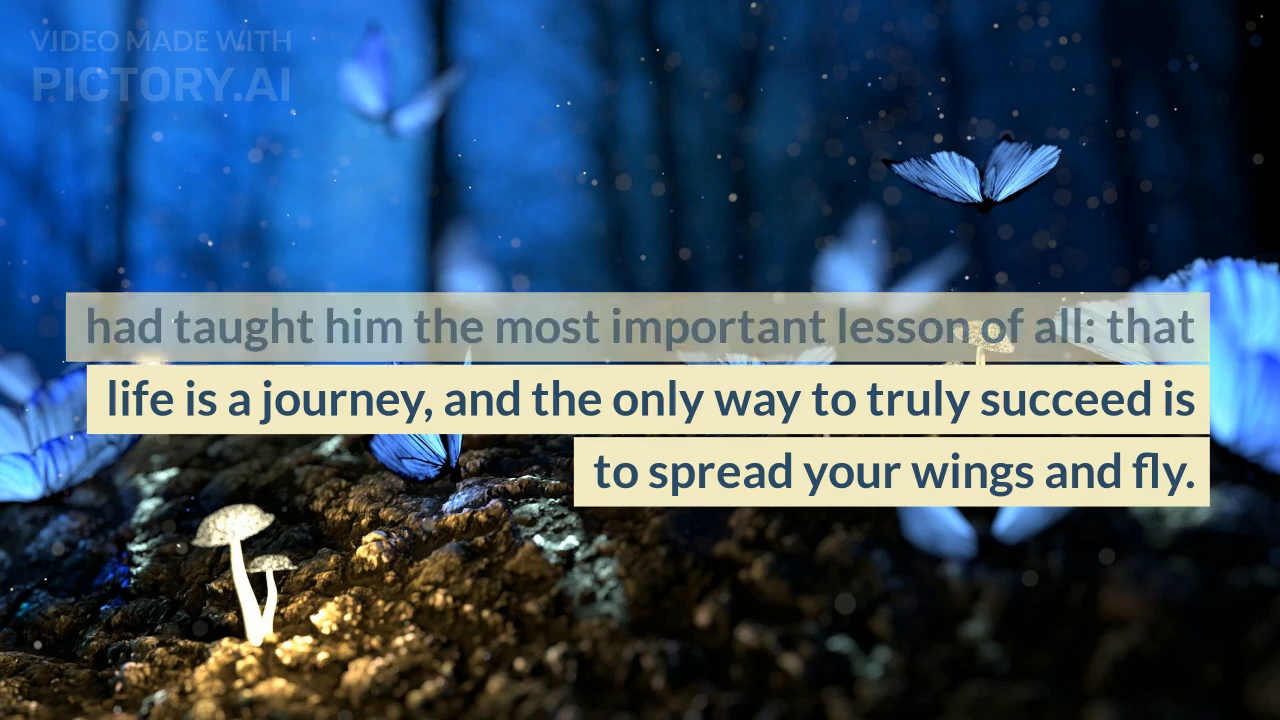 VIDEO MADE WITH
PICTORY.AI
had taught him the most important lesson of all: that
life is a journey, and the only way to truly succeed is
to spread your wings and fly.